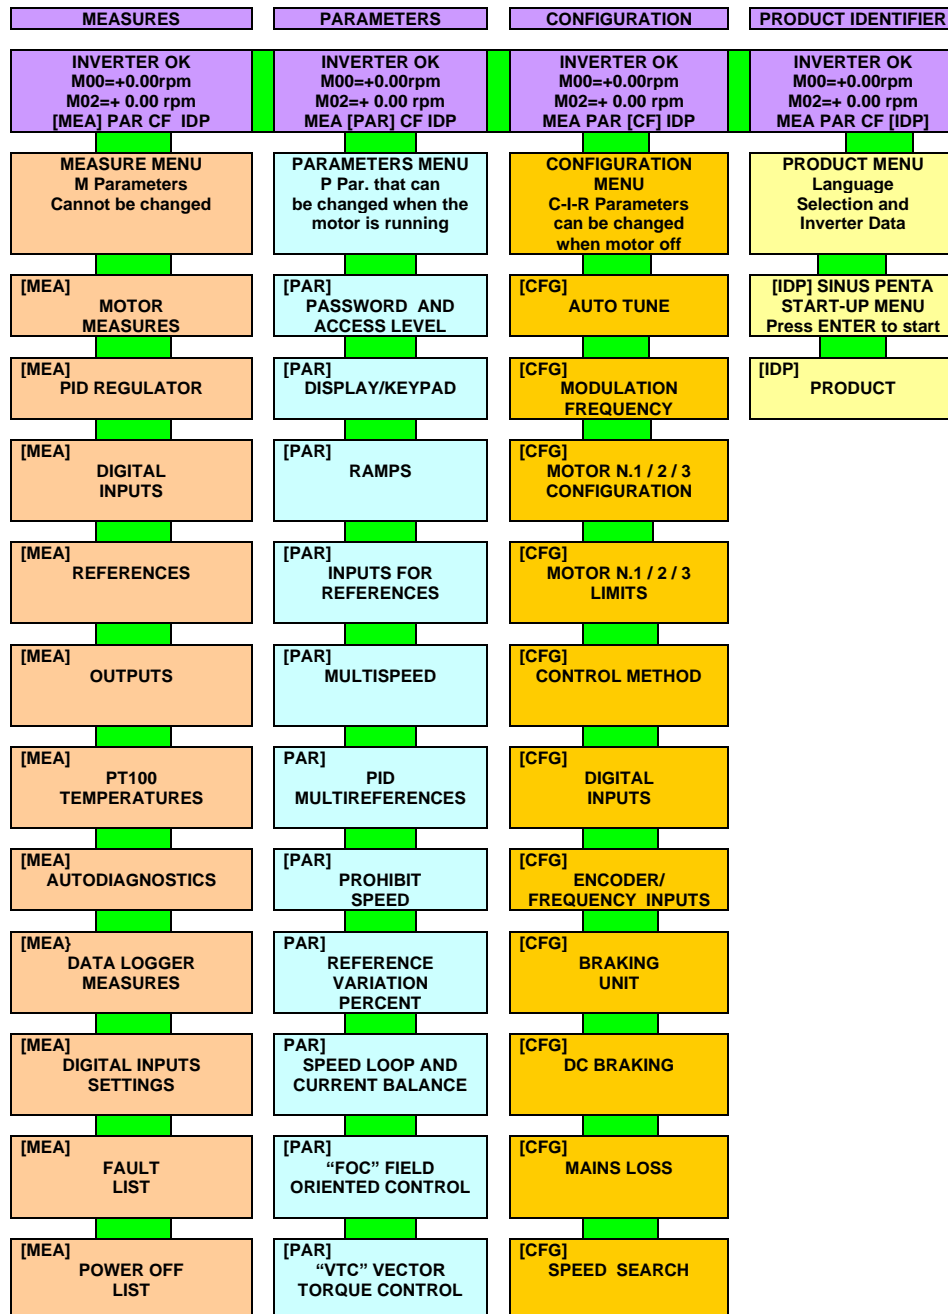 MEASURES
INVERTER OK
M00=+0.00rpm
M02=+ 0.00 rpm
[MEA] PAR CF IDP
MEASURE MENU
M Parameters
Cannot be changed
[MEA]
MOTOR
MEASURES
[MEA]
PID REGULATOR
[MEA]
DIGITAL
INPUTS
[MEA]
REFERENCES
[MEA]
OUTPUTS
[MEA]
PT100
TEMPERATURES
[MEA]
AUTODIAGNOSTICS
[MEA}
DATA LOGGER
MEASURES
[MEA]
DIGITAL INPUTS
SETTINGS
[MEA]
FAULT
LIST
[MEA]
POWER OFF
LIST
PARAMETERS
INVERTER OK
M00=+0.00rpm
M02=+ 0.00 rpm
MEA [PAR] CF IDP
PARAMETERS MENU
P Par. that can
be changed when the
motor is running
[PAR]
PASSWORD AND
ACCESS LEVEL
[PAR]
DISPLAY/KEYPAD
[PAR]
RAMPS
[PAR]
INPUTS FOR
REFERENCES
[PAR]
MULTISPEED
PAR]
PID
MULTIREFERENCES
[PAR]
PROHIBIT
SPEED
PAR]
REFERENCE
VARIATION
PERCENT
PAR]
SPEED LOOP AND
CURRENT BALANCE
[PAR]
“FOC” FIELD
ORIENTED CONTROL
[PAR]
“VTC” VECTOR
TORQUE CONTROL
CONFIGURATION
INVERTER OK
M00=+0.00rpm
M02=+ 0.00 rpm
MEA PAR [CF] IDP
CONFIGURATION
MENU
C-I-R Parameters
can be changed
when motor off
[CFG]
AUTO TUNE
[CFG]
MODULATION
FREQUENCY
[CFG]
MOTOR N.1 / 2 / 3
CONFIGURATION
[CFG]
MOTOR N.1 / 2 / 3
LIMITS
[CFG]
CONTROL METHOD
[CFG]
DIGITAL
INPUTS
[CFG]
ENCODER/
FREQUENCY INPUTS
[CFG]
BRAKING
UNIT
[CFG]
DC BRAKING
[CFG]
MAINS LOSS
[CFG]
SPEED SEARCH
PRODUCT IDENTIFIER
INVERTER OK
M00=+0.00rpm
M02=+ 0.00 rpm
MEA PAR CF [IDP]
PRODUCT MENU
Language
Selection and
Inverter Data
[IDP] SINUS PENTA
START-UP MENU
Press ENTER to start
[IDP]
PRODUCT